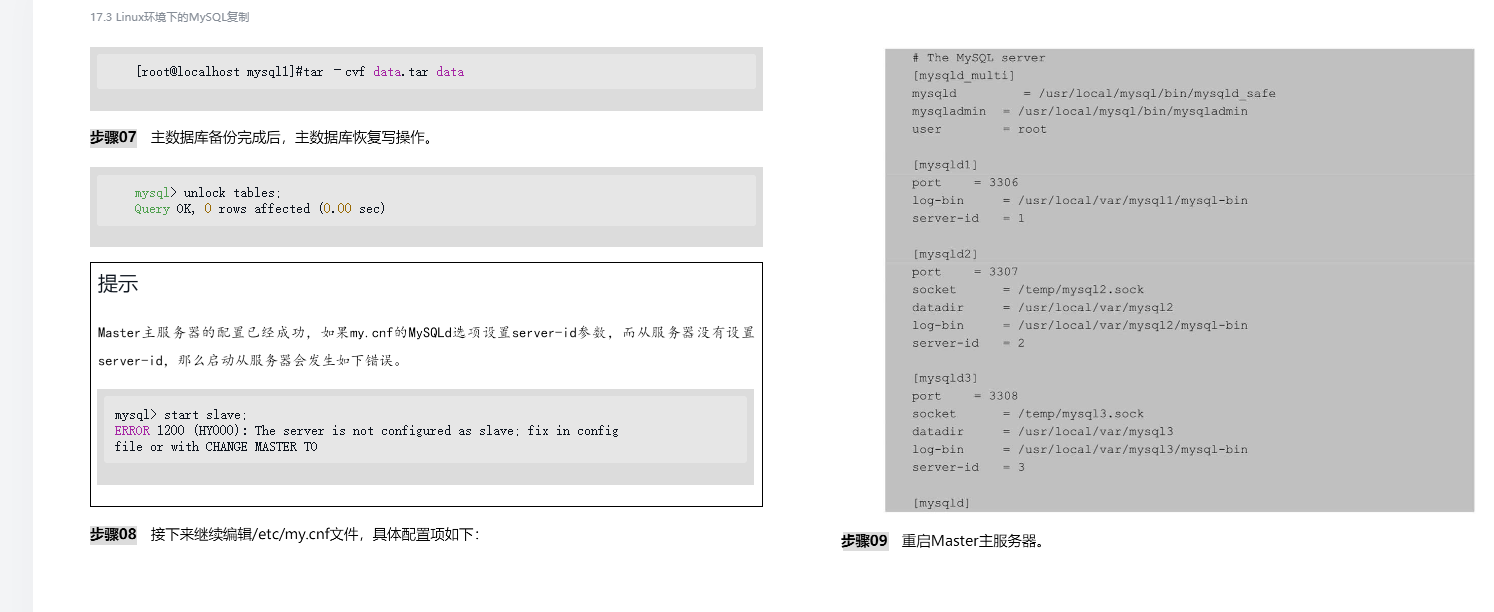 17.3 Linux环境下的MySQL复制
[root@localhost mysql1]#tar －cvf data.tar data
步骤07 主数据库备份完成后，主数据库恢复写操作。
mysql> unlock tables;
Query OK, 0 rows affected (0.00 sec)
提示
Master主服务器的配置已经成功，如果my.cnf的MySQLd选项设置server-id参数，而从服务器没有设置
server-id，那么启动从服务器会发生如下错误。
mysql> start slave;
ERROR 1200 (HY000): The server is not configured as slave; fix in config
file or with CHANGE MASTER TO
步骤08 接下来继续编辑/etc/my.cnf文件，具体配置项如下：
# The MySQL server
[mysqld_multi]
mysqld = /usr/local/mysql/bin/mysqld_safe
mysqladmin = /usr/local/mysql/bin/mysqladmin
user = root
[mysqld1]
port = 3306
log-bin = /usr/local/var/mysql1/mysql-bin
server-id = 1
[mysqld2]
port = 3307
socket = /temp/mysql2.sock
datadir = /usr/local/var/mysql2
log-bin = /usr/local/var/mysql2/mysql-bin
server-id = 2
[mysqld3]
port = 3308
socket = /temp/mysql3.sock
datadir = /usr/local/var/mysql3
log-bin = /usr/local/var/mysql3/mysql-bin
server-id = 3
[mysqld]
步骤09 重启Master主服务器。